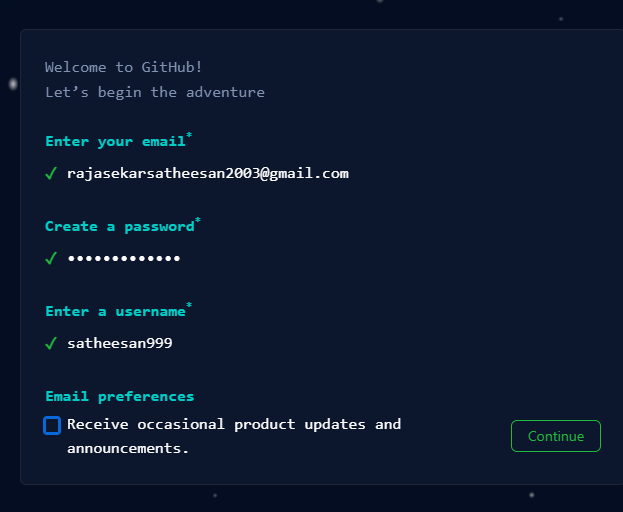 Welcome to GitHub!
Let’s begin the adventure
Enter your email*
✓ rajasekarsatheesan2003@gmail.com
Create a password*
✓ •••••••••••••
Enter a username*
✓ satheesan999
Email preferences
Receive occasional product updates and
announcements.
Continue